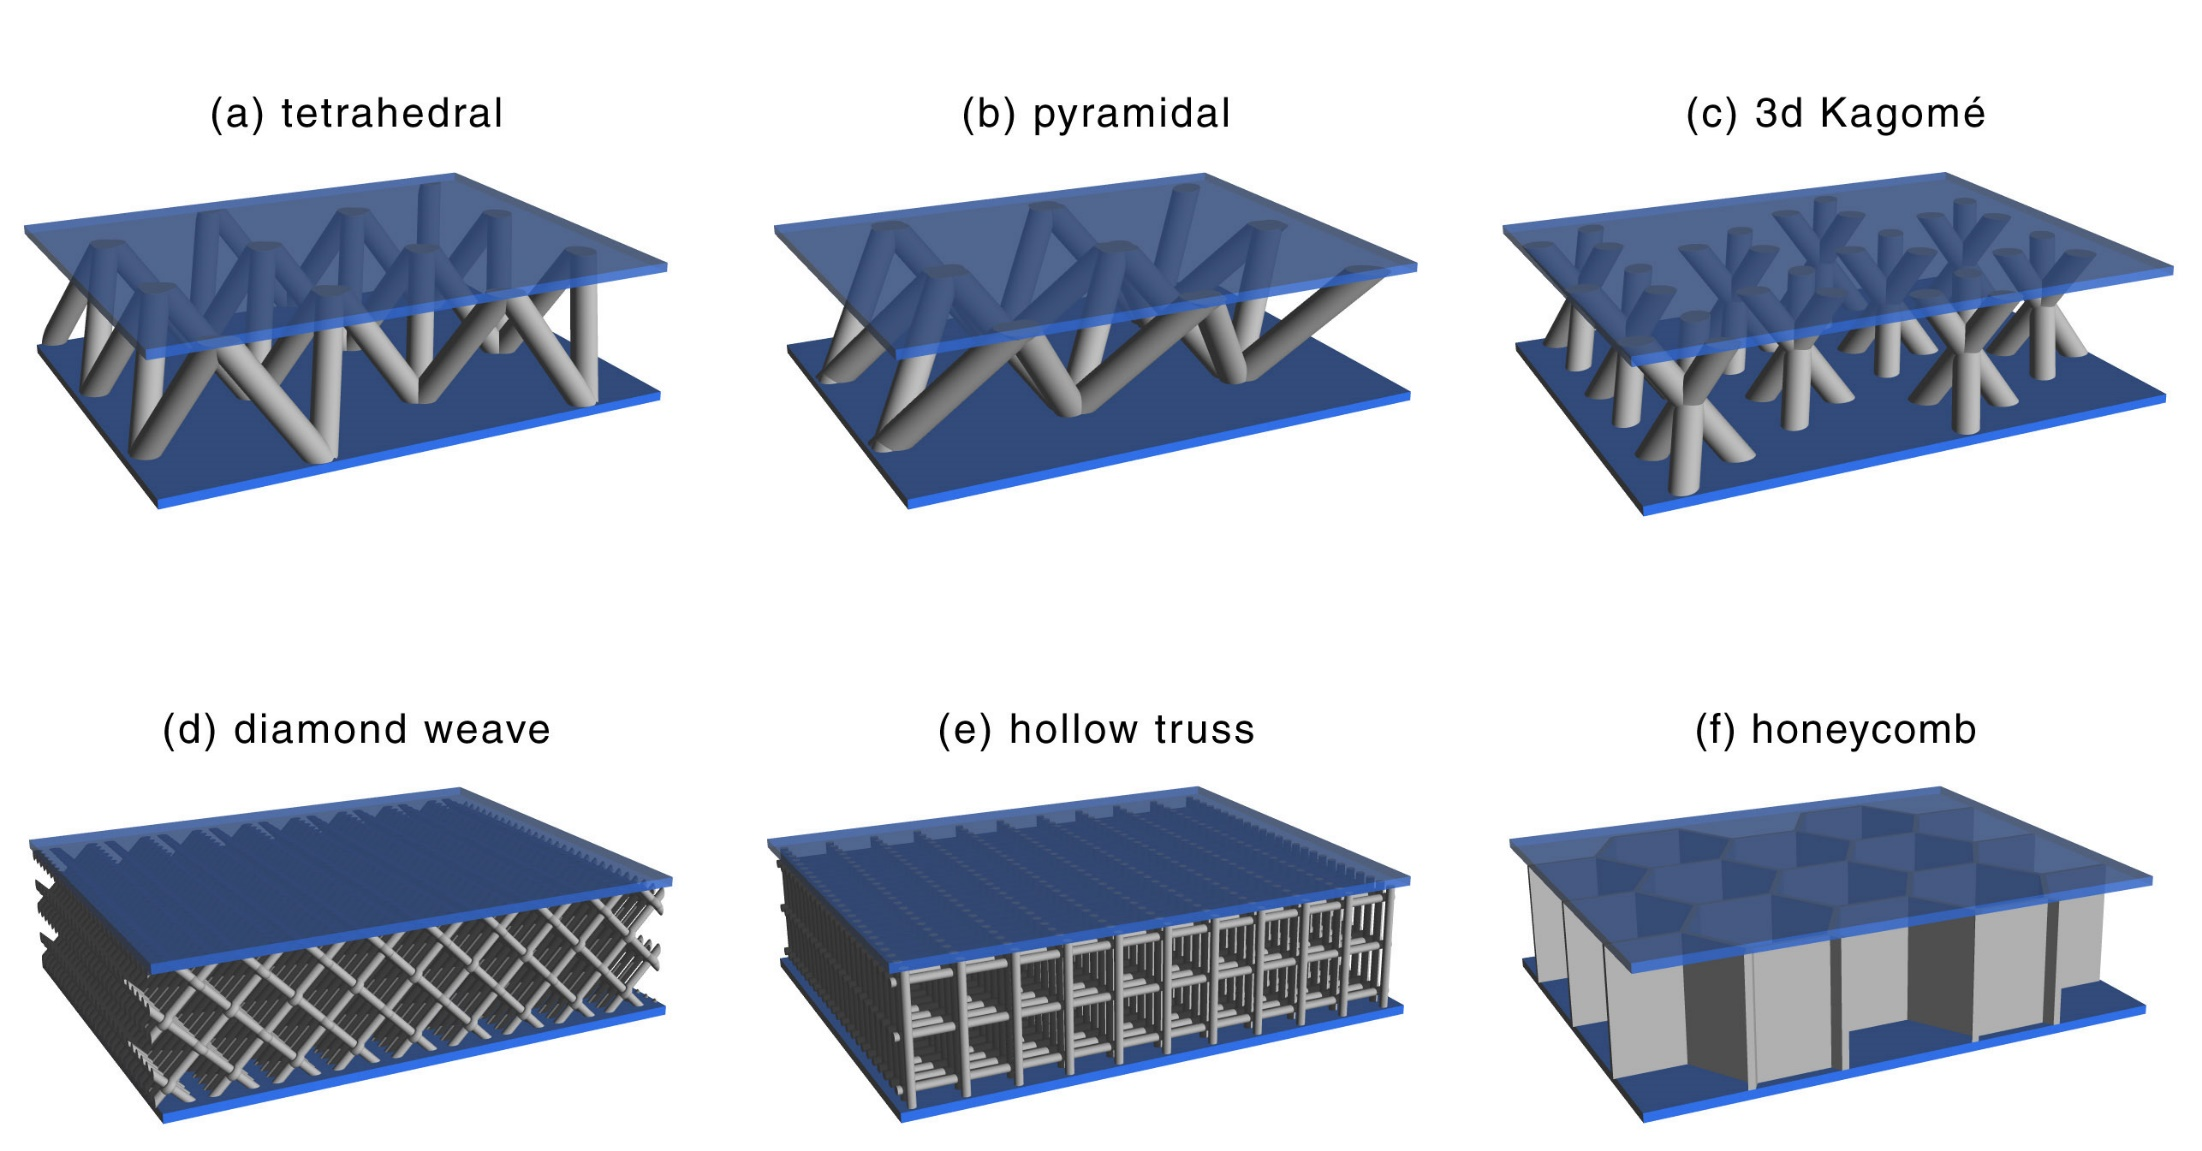 (a) tetrahedral
(b) pyramidal
(c) 3d Kagomé
(d) diamond weave
(e) hollow truss
(f) honeycomb